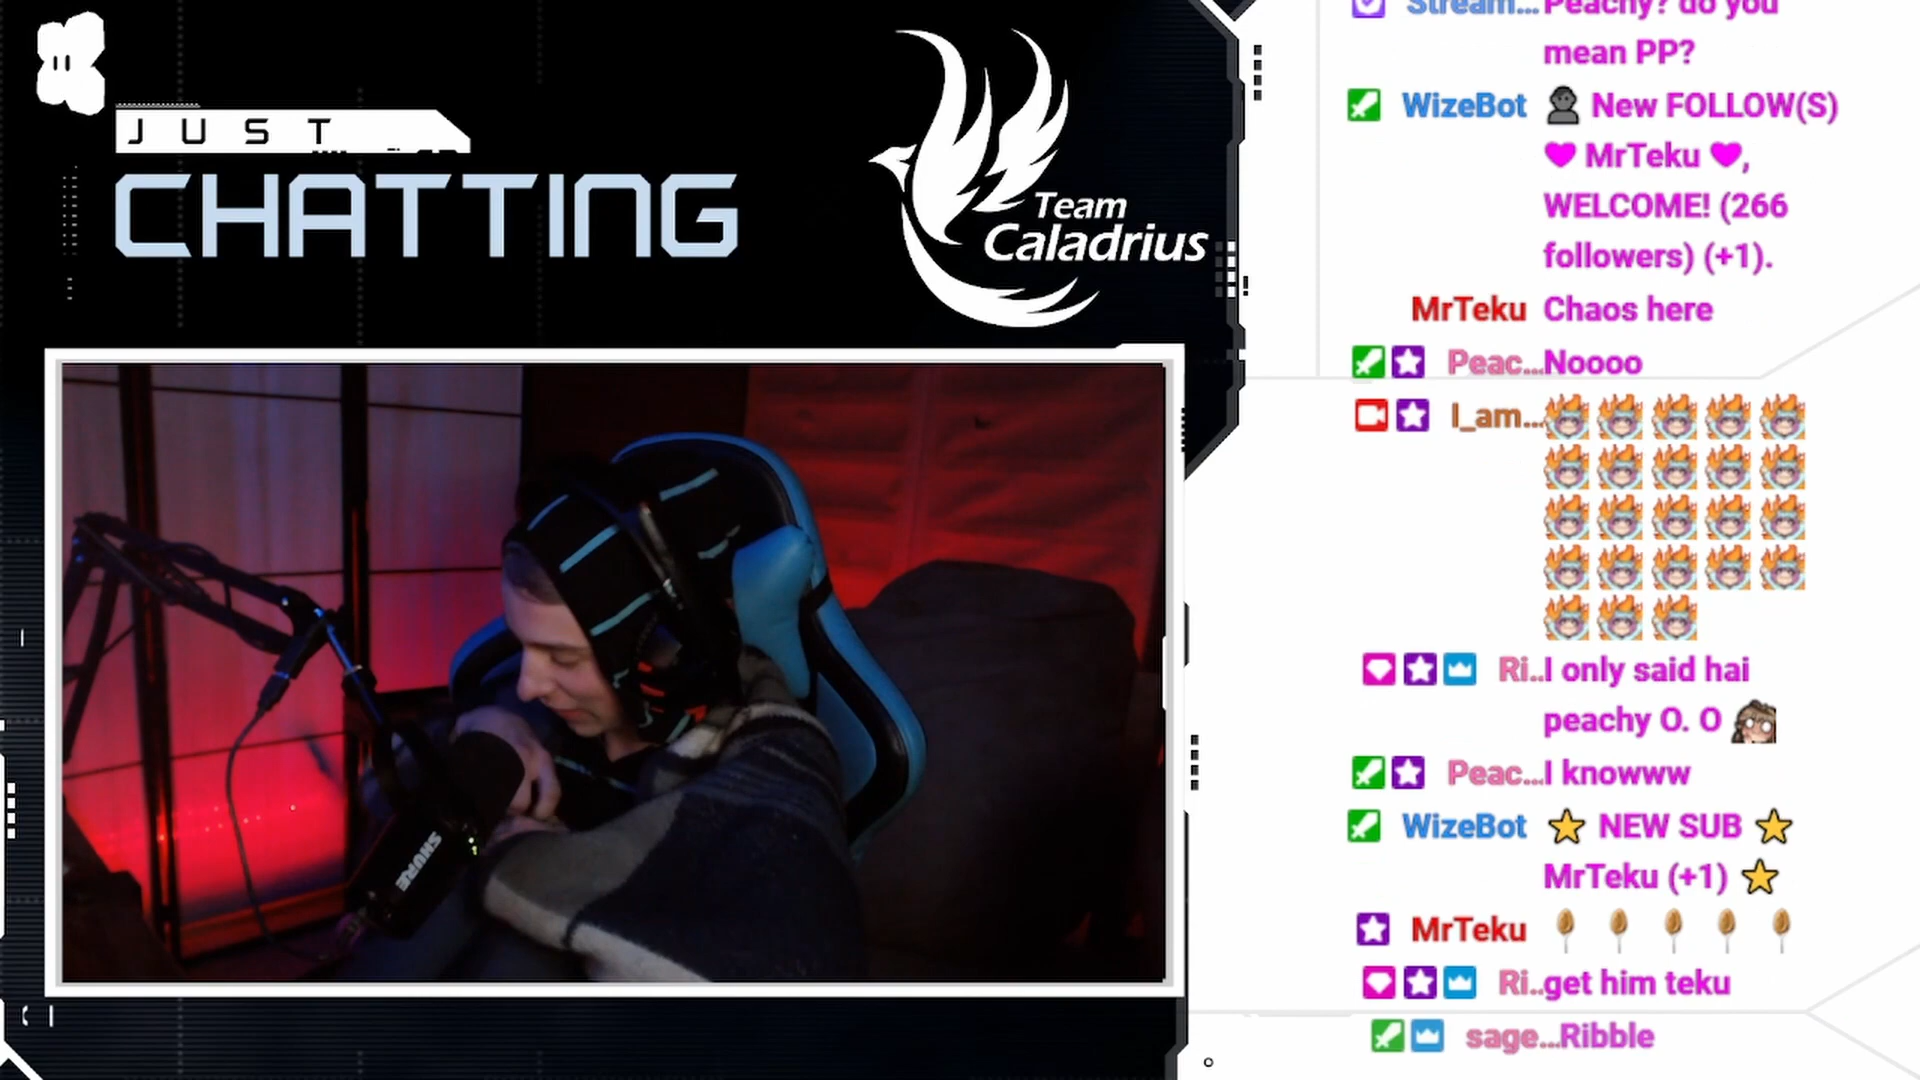 JUST
CHATTING
Team
Caladrius
SHURE
Stream... Peachy? do you
mean PP?
WizeBot New FOLLOW(S)
MrTeku ,
WELCOME! (266
followers) (+1).
MrTeku Chaos here
Peac... Noooo
I_am...
Ri.. I only said hai
peachy O. O
Peac... I knowww
WizeBot NEW SUB
MrTeku (+1)
MrTeku
Ri.. get him teku
sage... Ribble